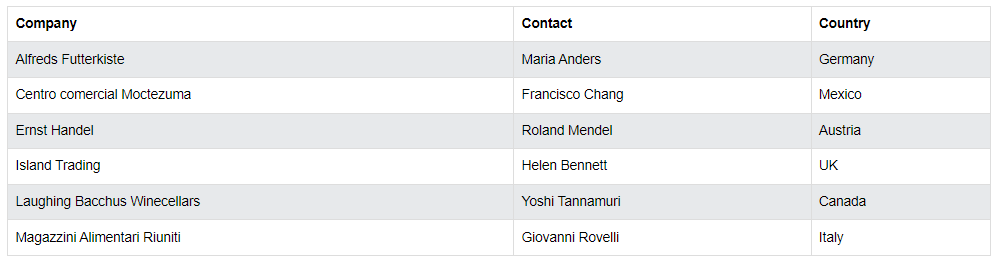 Company Contact Country
Alfreds Futterkiste Maria Anders Germany
Centro comercial Moctezuma Francisco Chang Mexico
Ernst Handel Roland Mendel Austria
Island Trading Helen Bennett UK
Laughing Bacchus Winecellars Yoshi Tannamuri Canada
Magazzini Alimentari Riuniti Giovanni Rovelli Italy